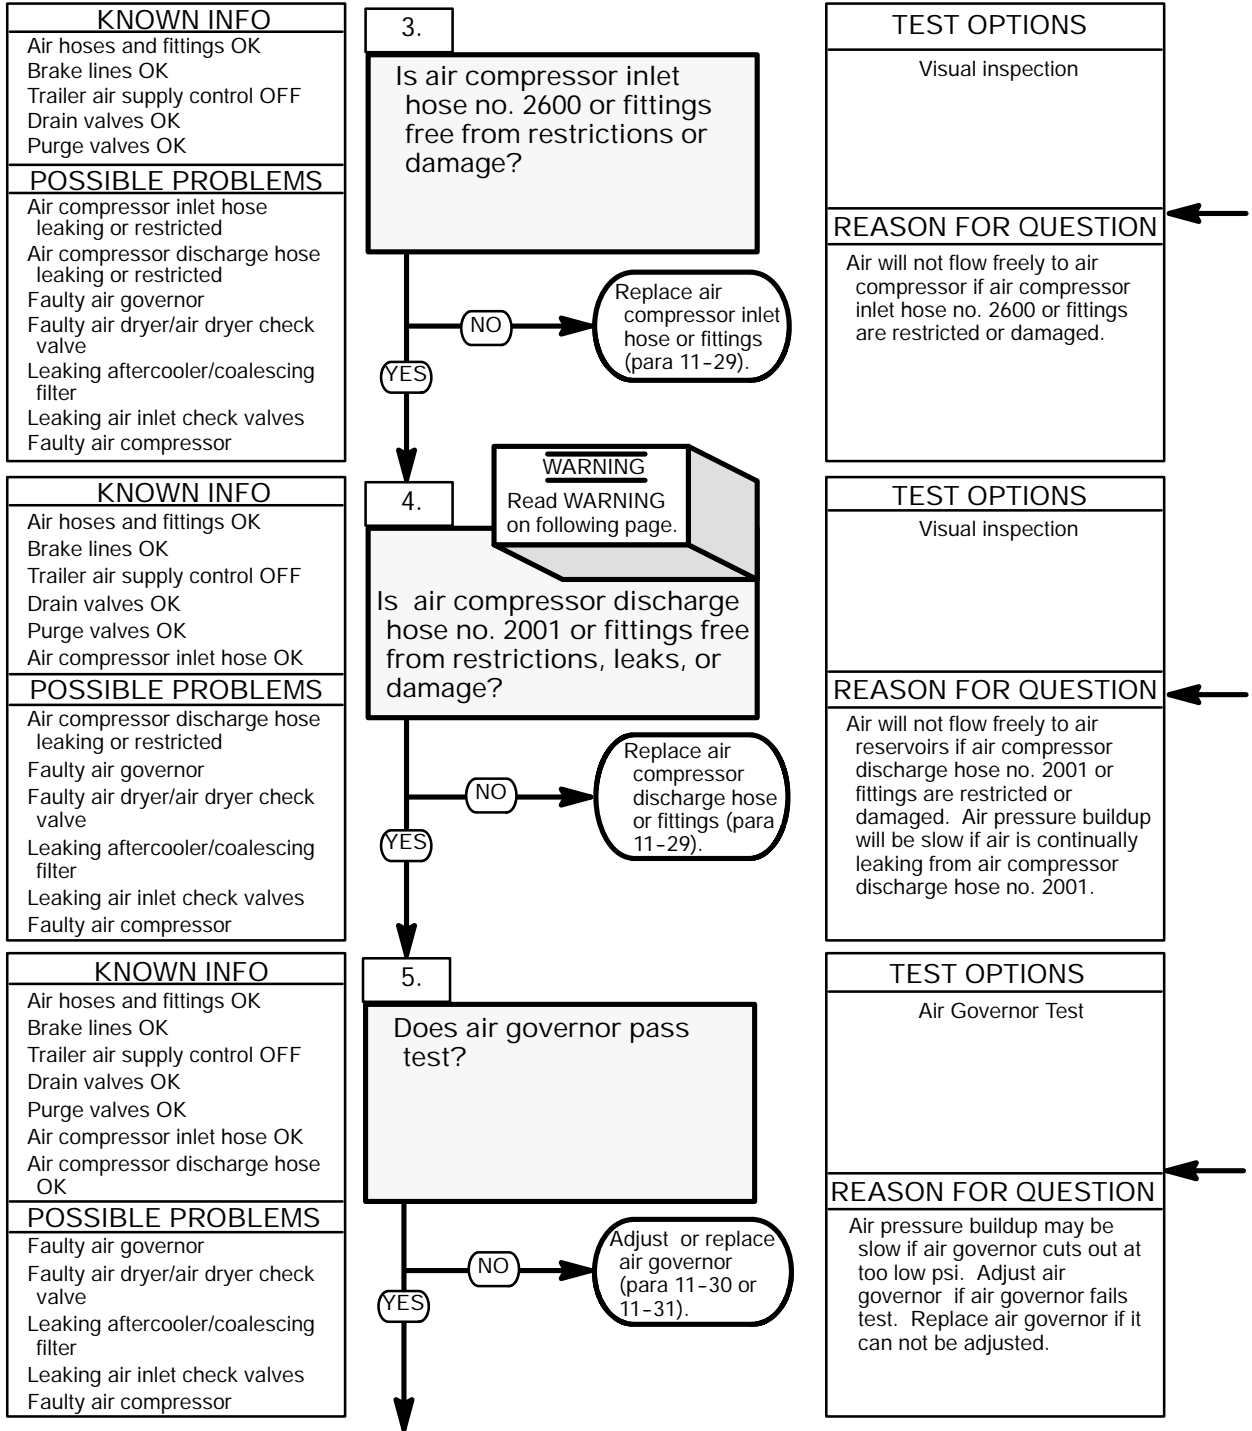 KNOWN INFO
Air hoses and fittings OK
Brake lines OK
Trailer air supply control OFF
Drain valves OK
Purge valves OK
POSSIBLE PROBLEMS
Air compressor inlet hose
leaking or restricted
Air compressor discharge hose
leaking or restricted
Faulty air governor
Faulty air dryer/air dryer check
valve
Leaking aftercooler/coalescing
filter
Leaking air inlet check valves
Faulty air compressor
3.
Is air compressor inlet
hose no. 2600 or fittings
free from restrictions or
damage?
NO
Replace air
compressor inlet
hose or fittings
(para 11-29).
YES
TEST OPTIONS
Visual inspection
REASON FOR QUESTION
Air will not flow freely to air
compressor if air compressor
inlet hose no. 2600 or fittings
are restricted or damaged.
KNOWN INFO
Air hoses and fittings OK
Brake lines OK
Trailer air supply control OFF
Drain valves OK
Purge valves OK
Air compressor inlet hose OK
POSSIBLE PROBLEMS
Air compressor discharge hose
leaking or restricted
Faulty air governor
Faulty air dryer/air dryer check
valve
Leaking aftercooler/coalescing
filter
Leaking air inlet check valves
Faulty air compressor
4.
WARNING
Read WARNING
on following page.
Is air compressor discharge
hose no. 2001 or fittings free
from restrictions, leaks, or
damage?
NO
Replace air
compressor
discharge hose
or fittings (para
11-29).
YES
TEST OPTIONS
Visual inspection
REASON FOR QUESTION
Air will not flow freely to air
reservoirs if air compressor
discharge hose no. 2001 or
fittings are restricted or
damaged. Air pressure buildup
will be slow if air is continually
leaking from air compressor
discharge hose no. 2001.
KNOWN INFO
Air hoses and fittings OK
Brake lines OK
Trailer air supply control OFF
Drain valves OK
Purge valves OK
Air compressor inlet hose OK
Air compressor discharge hose
OK
POSSIBLE PROBLEMS
Faulty air governor
Faulty air dryer/air dryer check
valve
Leaking aftercooler/coalescing
filter
Leaking air inlet check valves
Faulty air compressor
5.
Does air governor pass
test?
NO
Adjust or replace
air governor
(para 11-30 or
11-31).
YES
TEST OPTIONS
Air Governor Test
REASON FOR QUESTION
Air pressure buildup may be
slow if air governor cuts out at
too low psi. Adjust air
governor if air governor fails
test. Replace air governor if it
can not be adjusted.